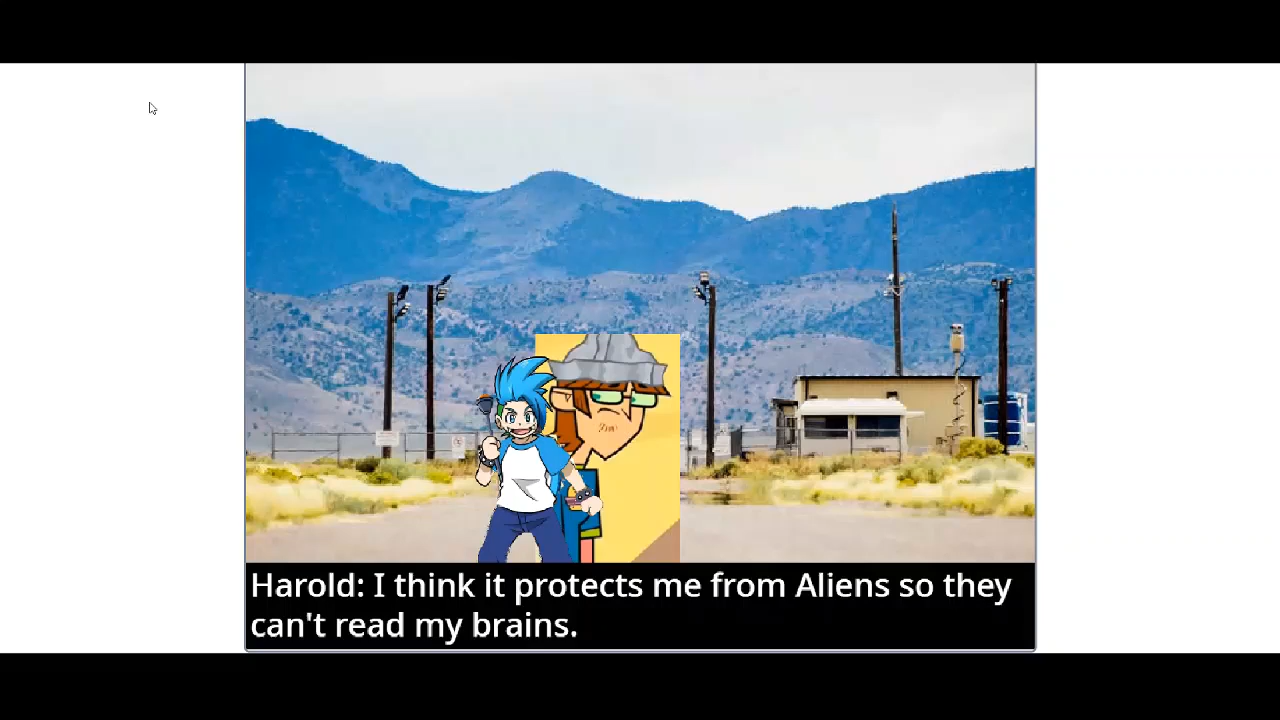 Harold: I think it protects me from Aliens so they
can't read my brains.